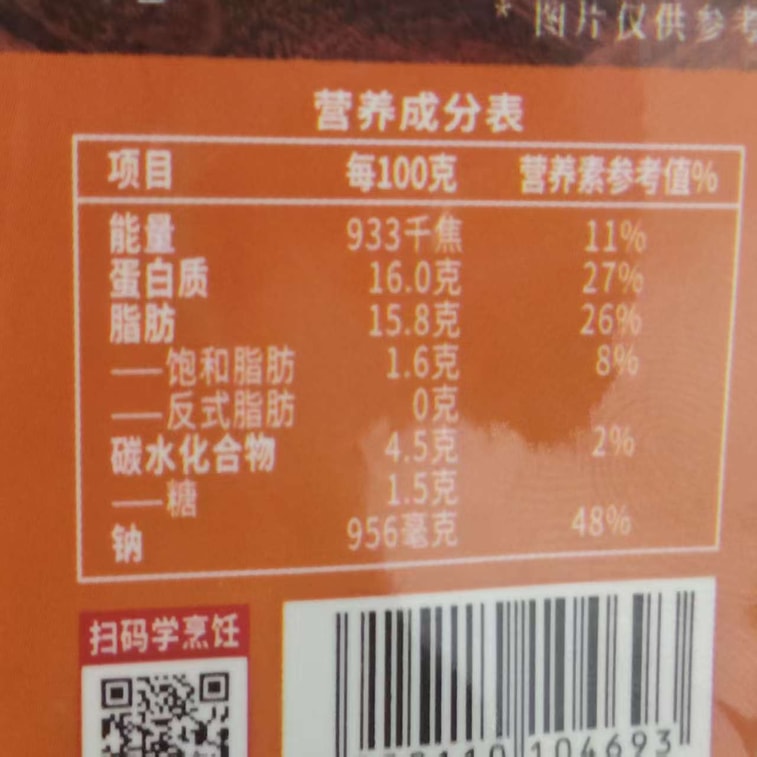 * 图片仅供参考
营养成分表
项目 每100克 营养素参考值%
能量 933千焦 11%
蛋白质 16.0克 27%
脂肪 15.8克 26%
——饱和脂肪 1.6克 8%
——反式脂肪 0克
碳水化合物 4.5克 2%
——糖 1.5克
钠 956毫克 48%
扫码学烹饪
104693